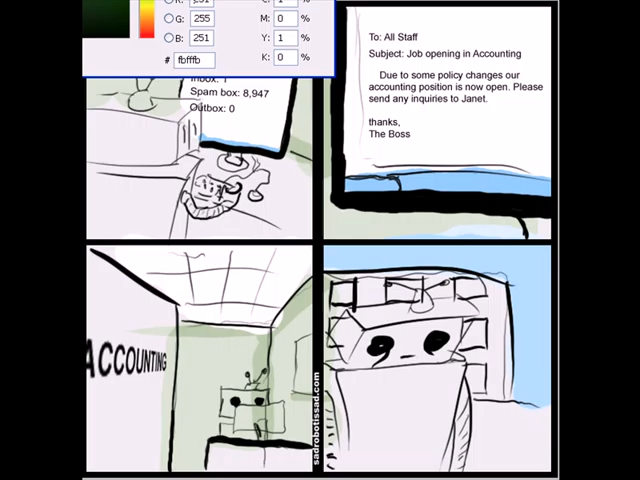 G: 255 M: 0 %
B: 251 Y: 1 %
# fbfffb K: 0 %
Inbox: 1
Spam box: 8,947
Outbox: 0
To: All Staff
Subject: Job opening in Accounting
Due to some policy changes our
accounting position is now open. Please
send any inquiries to Janet.
thanks,
The Boss
ACCOUNTING
sadrobotissad.com